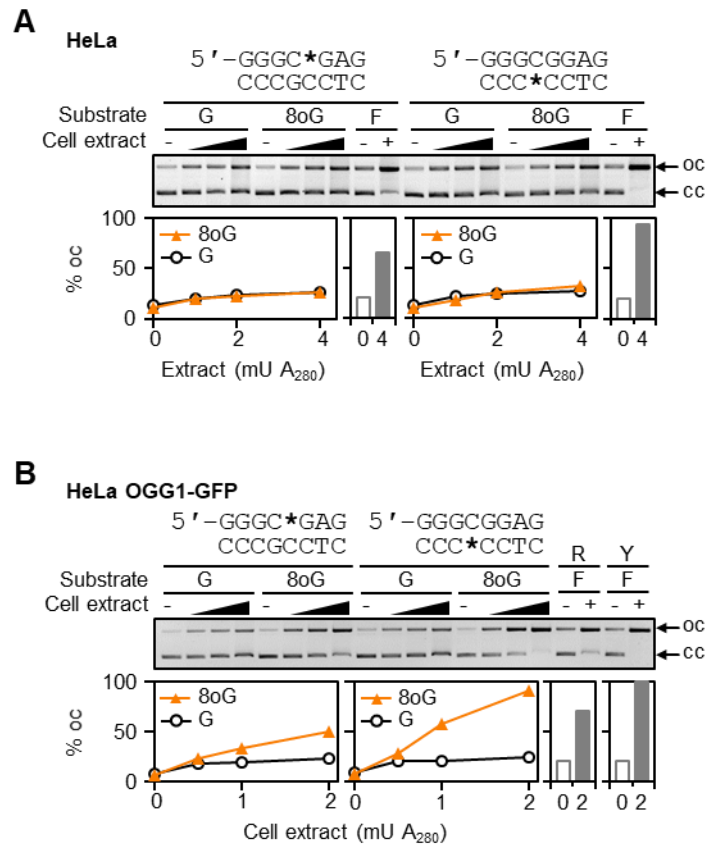 A
HeLa
5′-GGGC*GAG 5′-GGGCGGAG
CCCGCCTC CCC*CCTC
Substrate G 8oG F G 8oG F
Cell extract - - - + - - - +
oc
cc
100 8oG 8oG
G G
% oc 50
0
0 2 4 0 4 0 2 4 0 4
Extract (mU A280) Extract (mU A280)
B
HeLa OGG1-GFP
5′-GGGC*GAG 5′-GGGCGGAG
CCCGCCTC CCC*CCTC
R Y
Substrate G 8oG G 8oG F F
Cell extract - - - - - + - +
oc
cc
100 8oG 8oG
G G
% oc 50
0
0 1 2 0 1 2 0 2 0 2
Cell extract (mU A280)